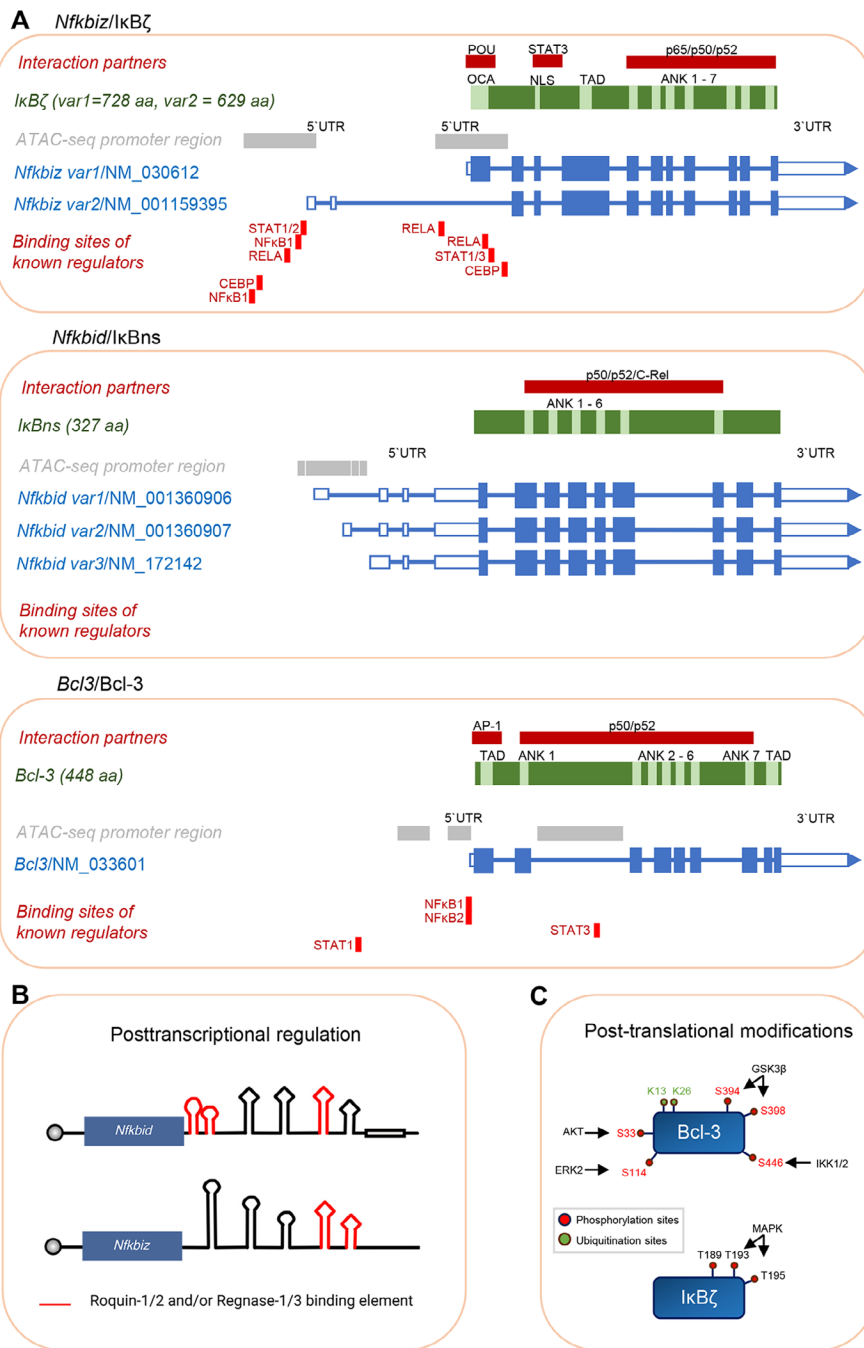 A
Nfkbiz/IκBζ
POU
STAT3
p65/p50/p52
Interaction partners
OCA
NLS
TAD
ANK 1 - 7
IκBζ (var1=728 aa, var2 = 629 aa)
5`UTR
5`UTR
3`UTR
ATAC-seq promoter region
Nfkbiz var1/NM_030612
Nfkbiz var2/NM_001159395
Binding sites of
known regulators
STAT1/2
NFκB1
RELA
CEBP
NFκB1
RELA
RELA
STAT1/3
CEBP
Nfkbid/IκBns
Interaction partners
p50/p52/C-Rel
ANK 1 - 6
IκBns (327 aa)
5`UTR
3`UTR
ATAC-seq promoter region
Nfkbid var1/NM_001360906
Nfkbid var2/NM_001360907
Nfkbid var3/NM_172142
Binding sites of
known regulators
Bcl3/Bcl-3
AP-1
p50/p52
Interaction partners
TAD
ANK 1
ANK 2 - 6
ANK 7
TAD
Bcl-3 (448 aa)
5`UTR
3`UTR
ATAC-seq promoter region
Bcl3/NM_033601
Binding sites of
known regulators
NFκB1
NFκB2
STAT1
STAT3
B
Posttranscriptional regulation
Nfkbid
Nfkbiz
Roquin-1/2 and/or Regnase-1/3 binding element
C
Post-translational modifications
GSK3β
K13
K26
S394
S398
AKT
S33
Bcl-3
ERK2
S114
S446
IKK1/2
Phosphorylation sites
Ubiquitination sites
MAPK
T189
T193
T195
IκBζ